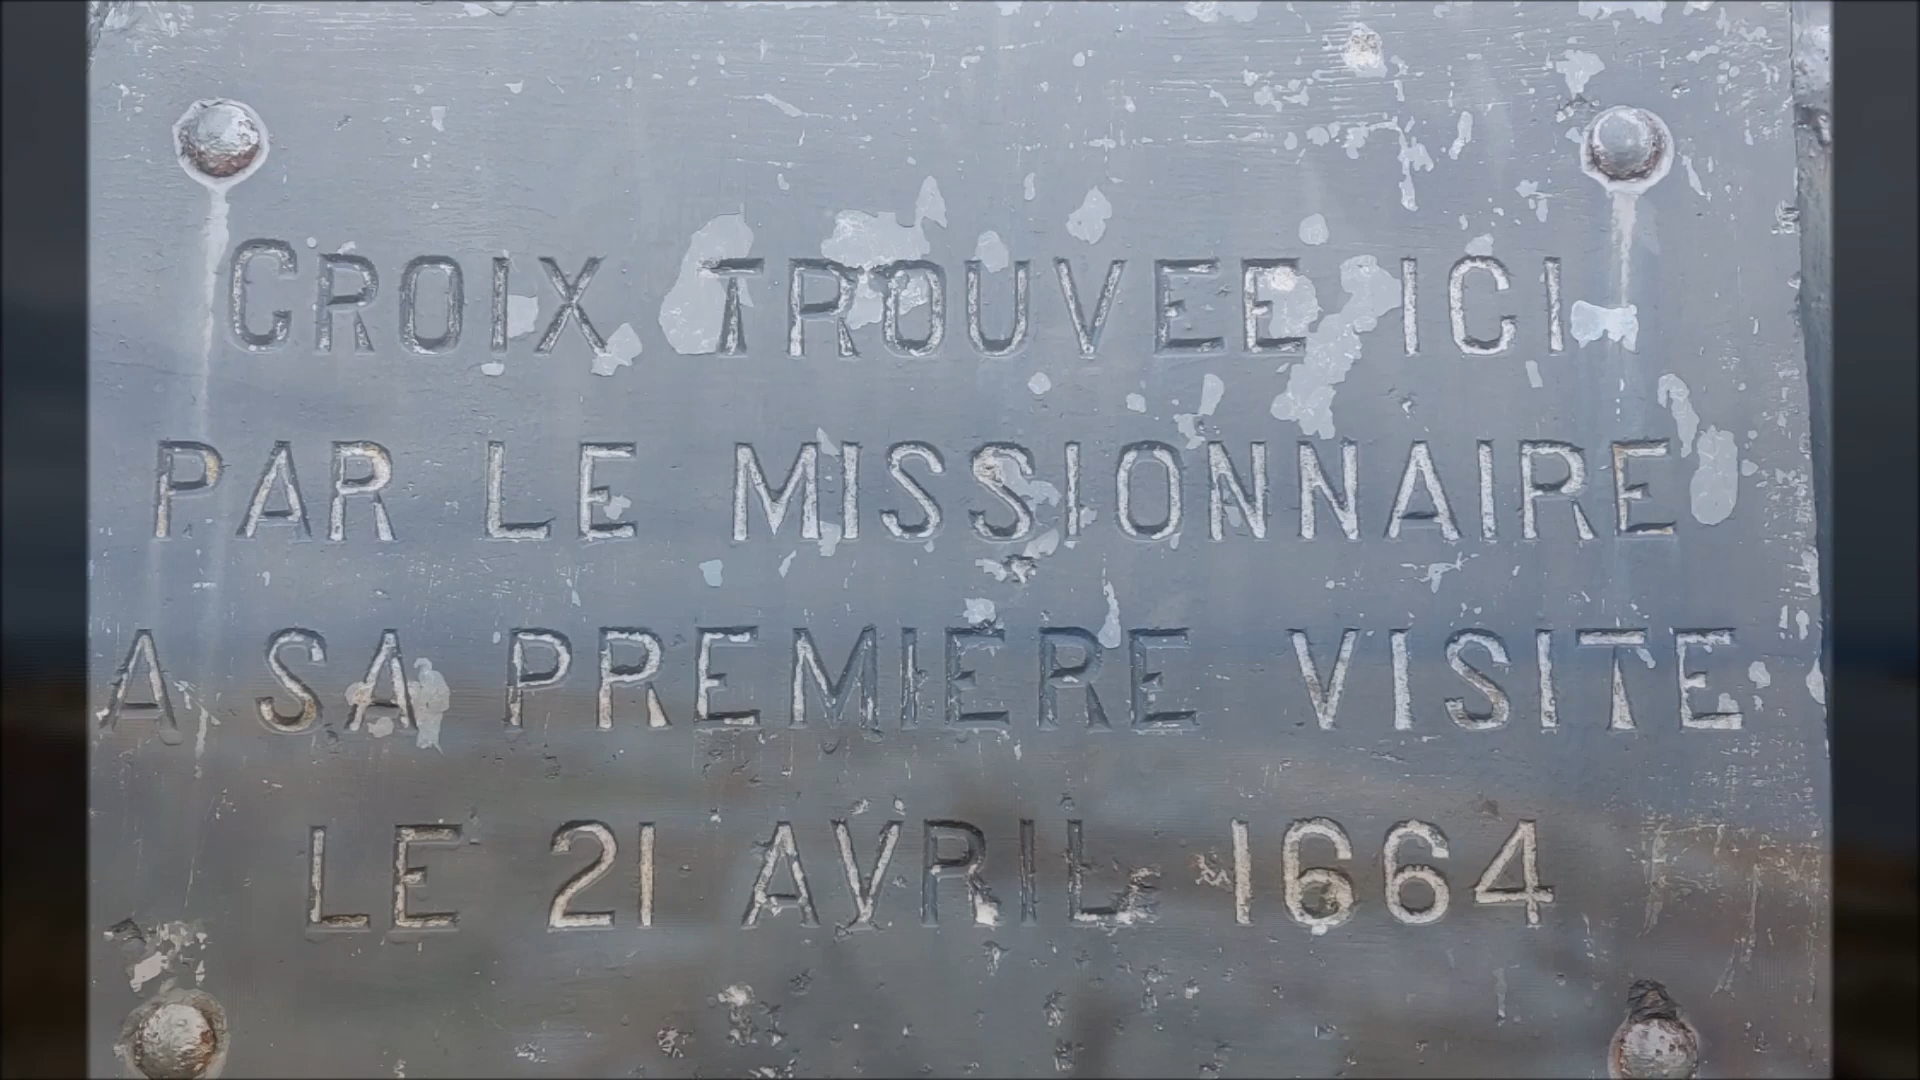 CROIX TROUVEE ICI
PAR LE MISSIONNAIRE
A SA PREMIERE VISITE
LE 21 AVRIL 1664